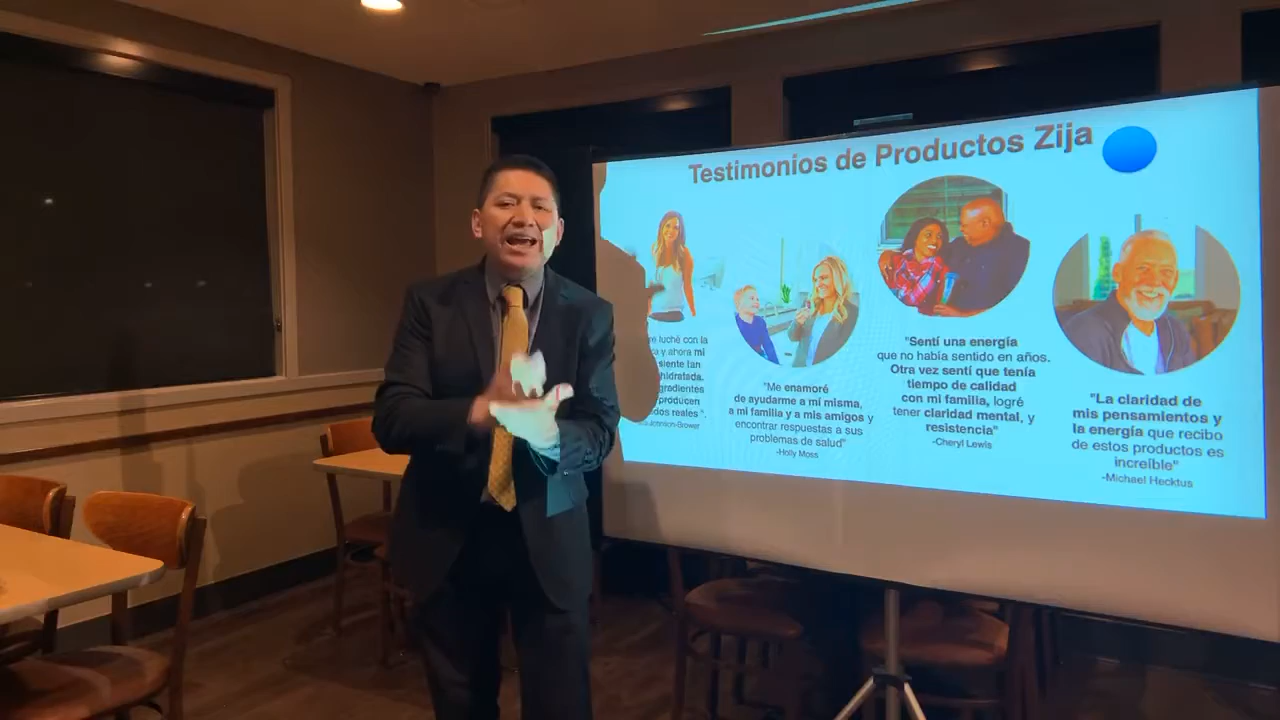 Testimonios de Productos Zija
luché con la
y ahora mi
siente tan
hidratada.
producen
reales".
Johnson-Brower
"Me enamoré
de ayudarme a mí misma,
a mi familia y a mis amigos y
encontrar respuestas a sus
problemas de salud"
-Holly Moss
"Sentí una energía
que no había sentido en años.
Otra vez sentí que tenía
tiempo de calidad
con mi familia, logré
tener claridad mental, y
resistencia"
-Cheryl Lewis
"La claridad de
mis pensamientos y
la energía que recibo
de estos productos es
increíble"
-Michael Hecktus